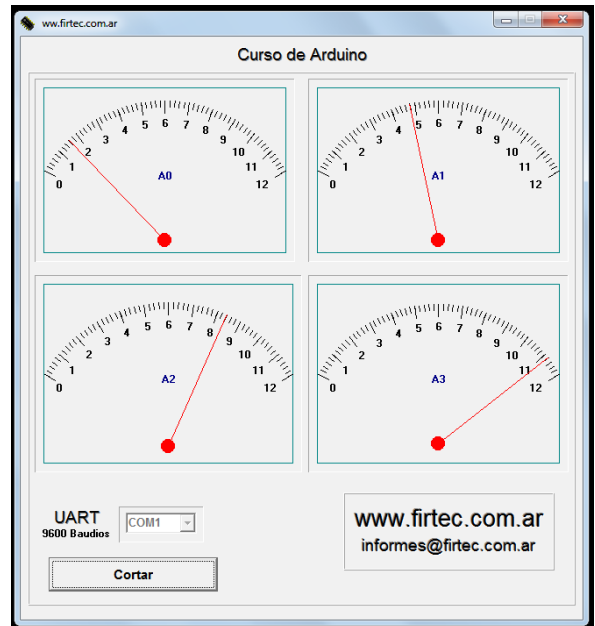 ww.firtec.com.ar
Curso de Arduino
0 1 2 3 4 5 6 7 8 9 10 11 12
A0
0 1 2 3 4 5 6 7 8 9 10 11 12
A1
0 1 2 3 4 5 6 7 8 9 10 11 12
A2
0 1 2 3 4 5 6 7 8 9 10 11 12
A3
UART
9600 Baudios
COM1
Cortar
www.firtec.com.ar
informes@firtec.com.ar